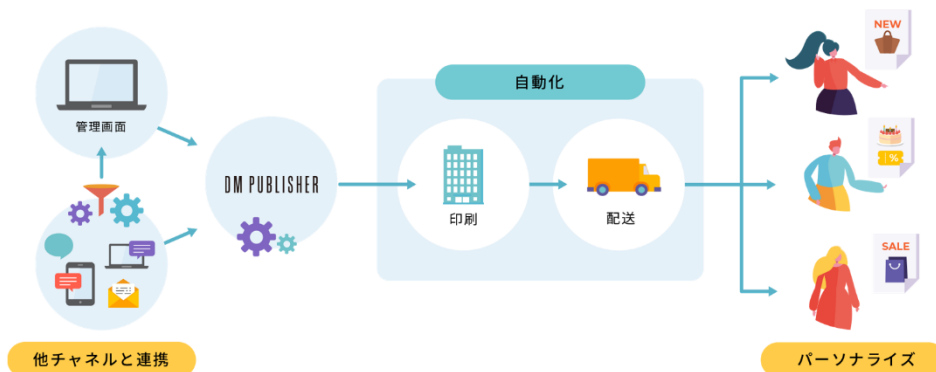 管理画面
他チャネルと連携
DM PUBLISHER
自動化
印刷
配送
NEW
%
SALE
パーソナライズ